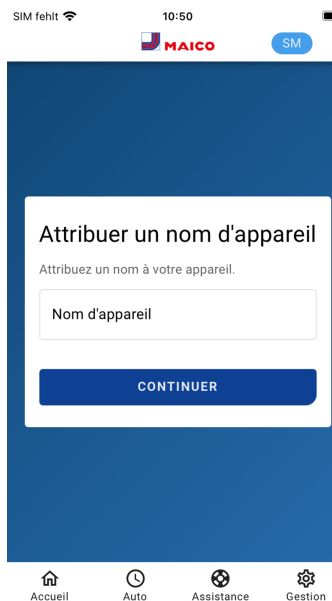 SIM fehlt 10:50
MAICO SM
Attribuer un nom d'appareil
Attribuez un nom à votre appareil.
Nom d'appareil
CONTINUER
Accueil Auto Assistance Gestion